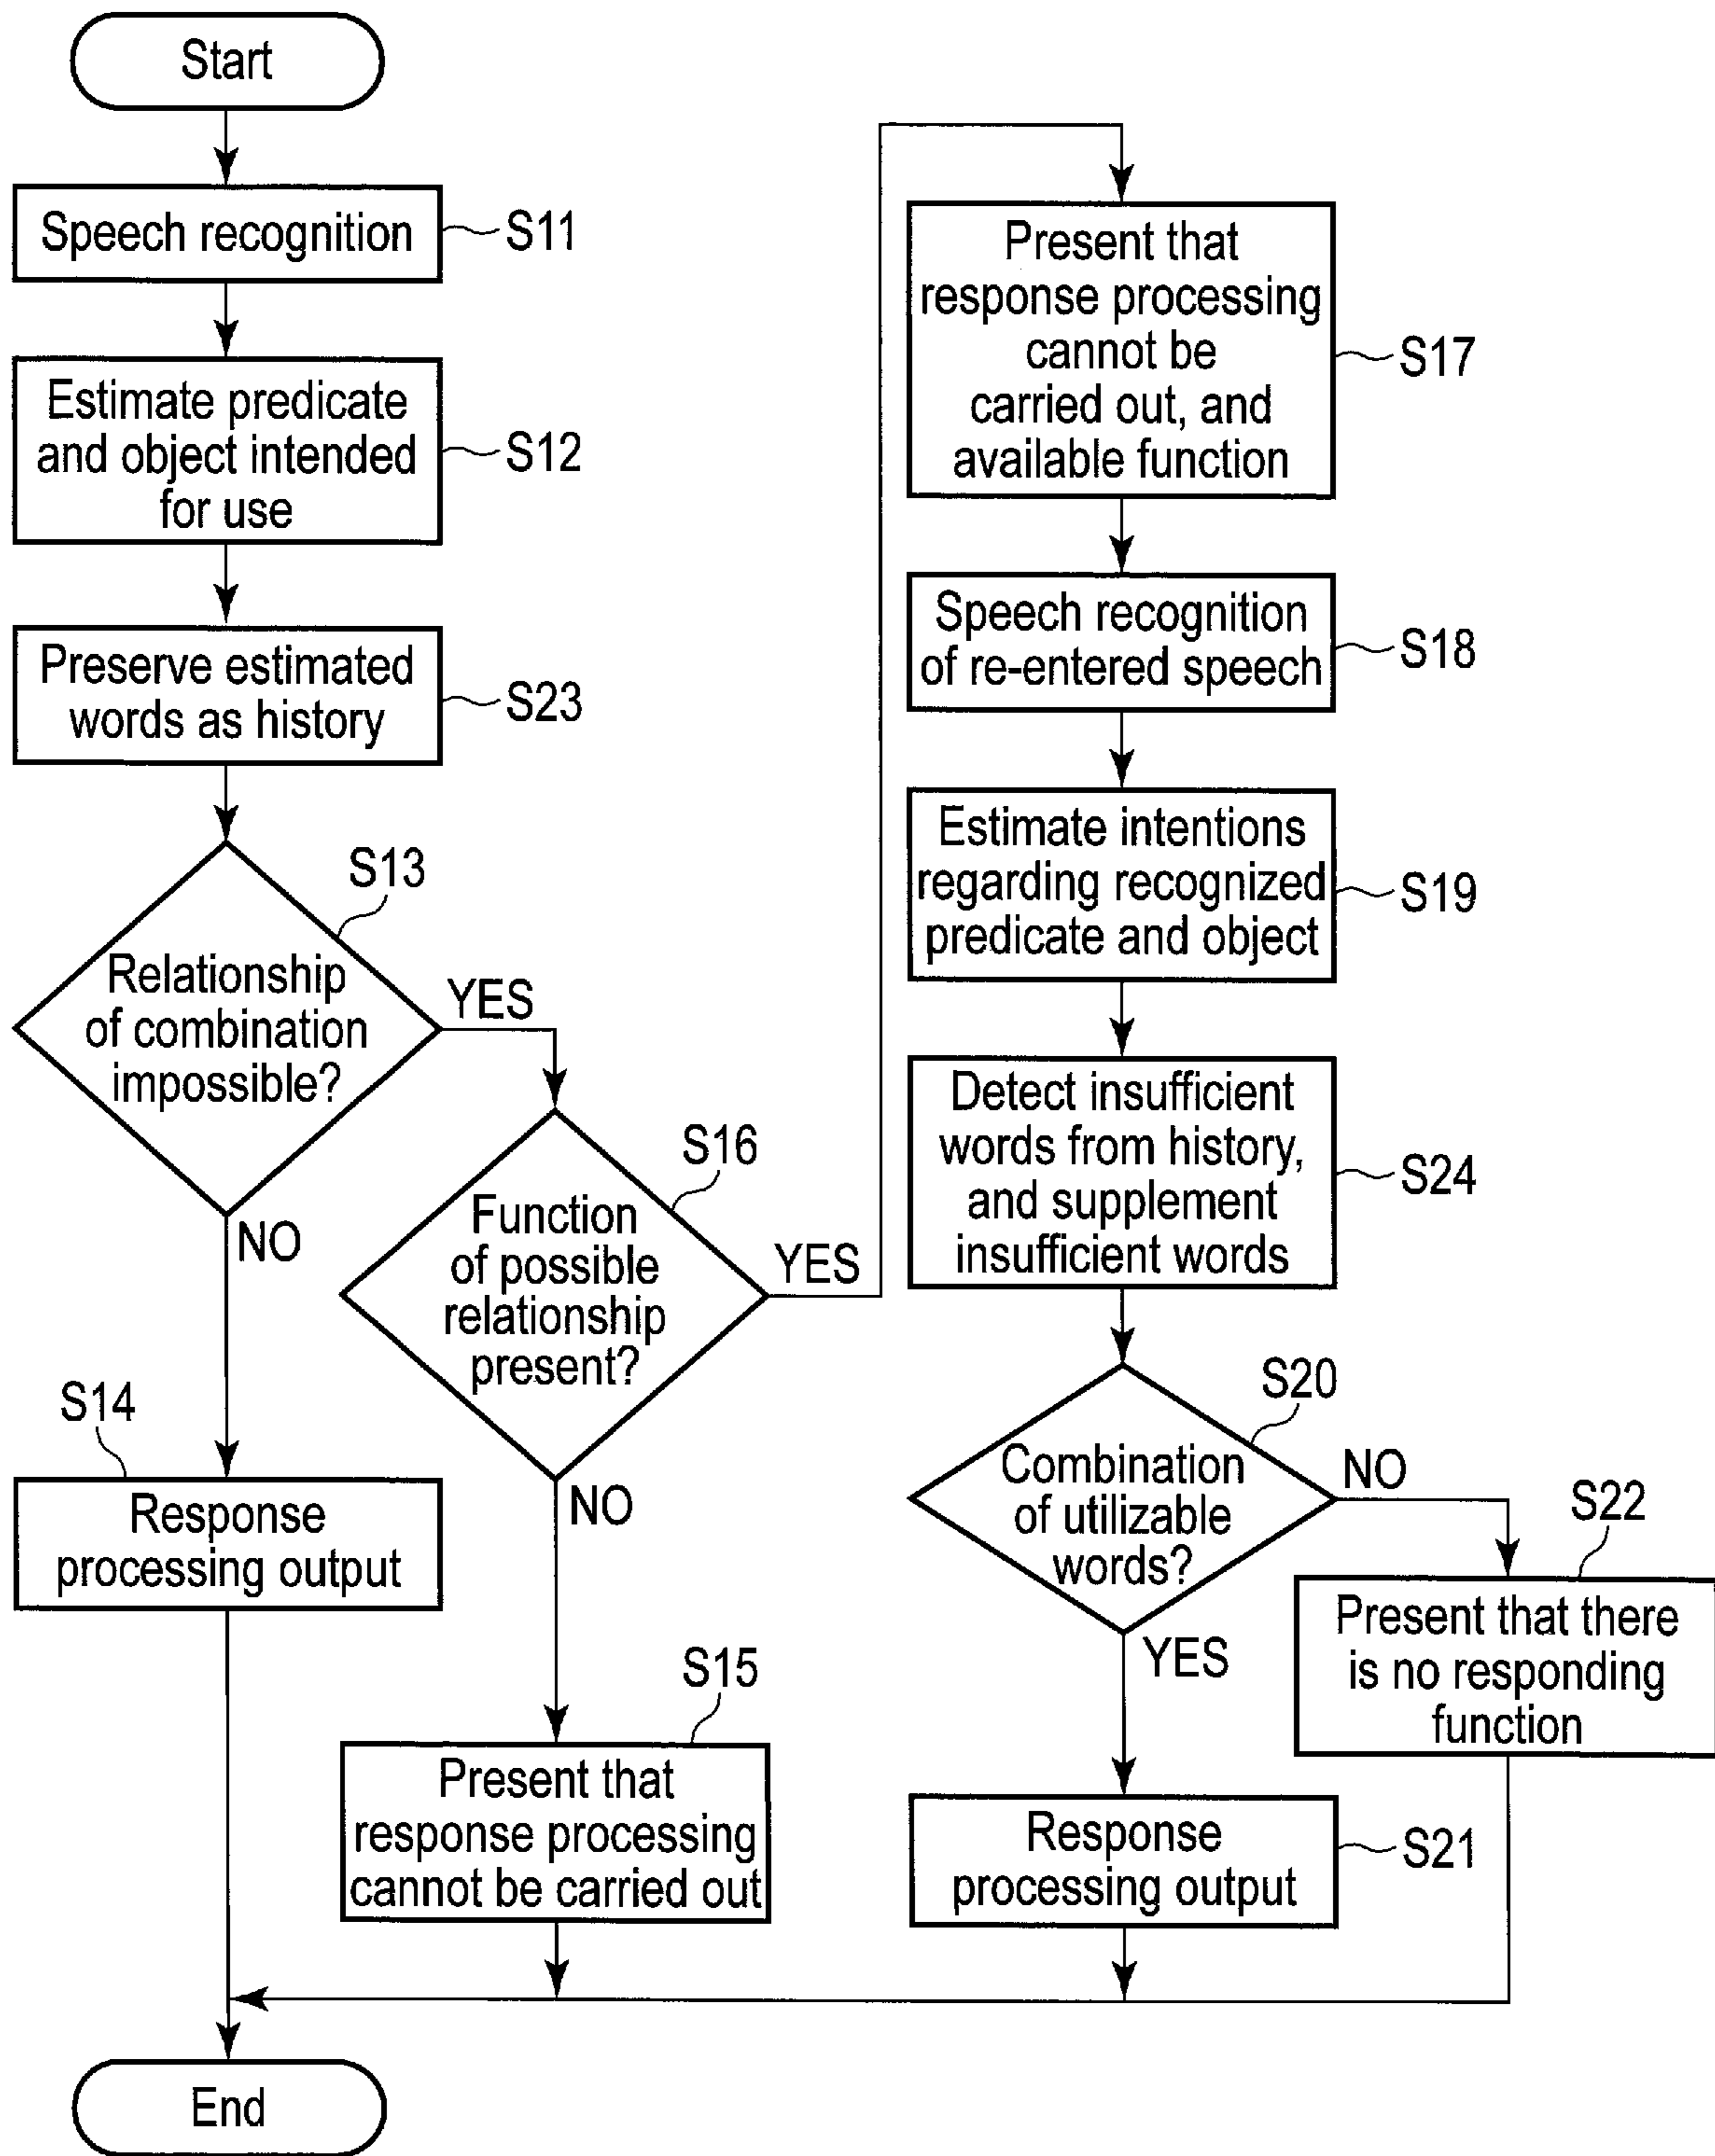 Start
Speech recognition
S11
Estimate predicate
and object intended
for use
S12
Preserve estimated
words as history
S23
S13
Relationship
of combination
impossible?
YES
NO
S16
Function
of possible
relationship
present?
YES
NO
S14
Response
processing output
S15
Present that
response processing
cannot be carried out
Present that
response processing
cannot be
carried out, and
available function
S17
Speech recognition
of re-entered speech
S18
Estimate intentions
regarding recognized
predicate and object
S19
Detect insufficient
words from history,
and supplement
insufficient words
S24
S20
Combination
of utilizable
words?
NO
YES
S22
Present that there
is no responding
function
Response
processing output
S21
End